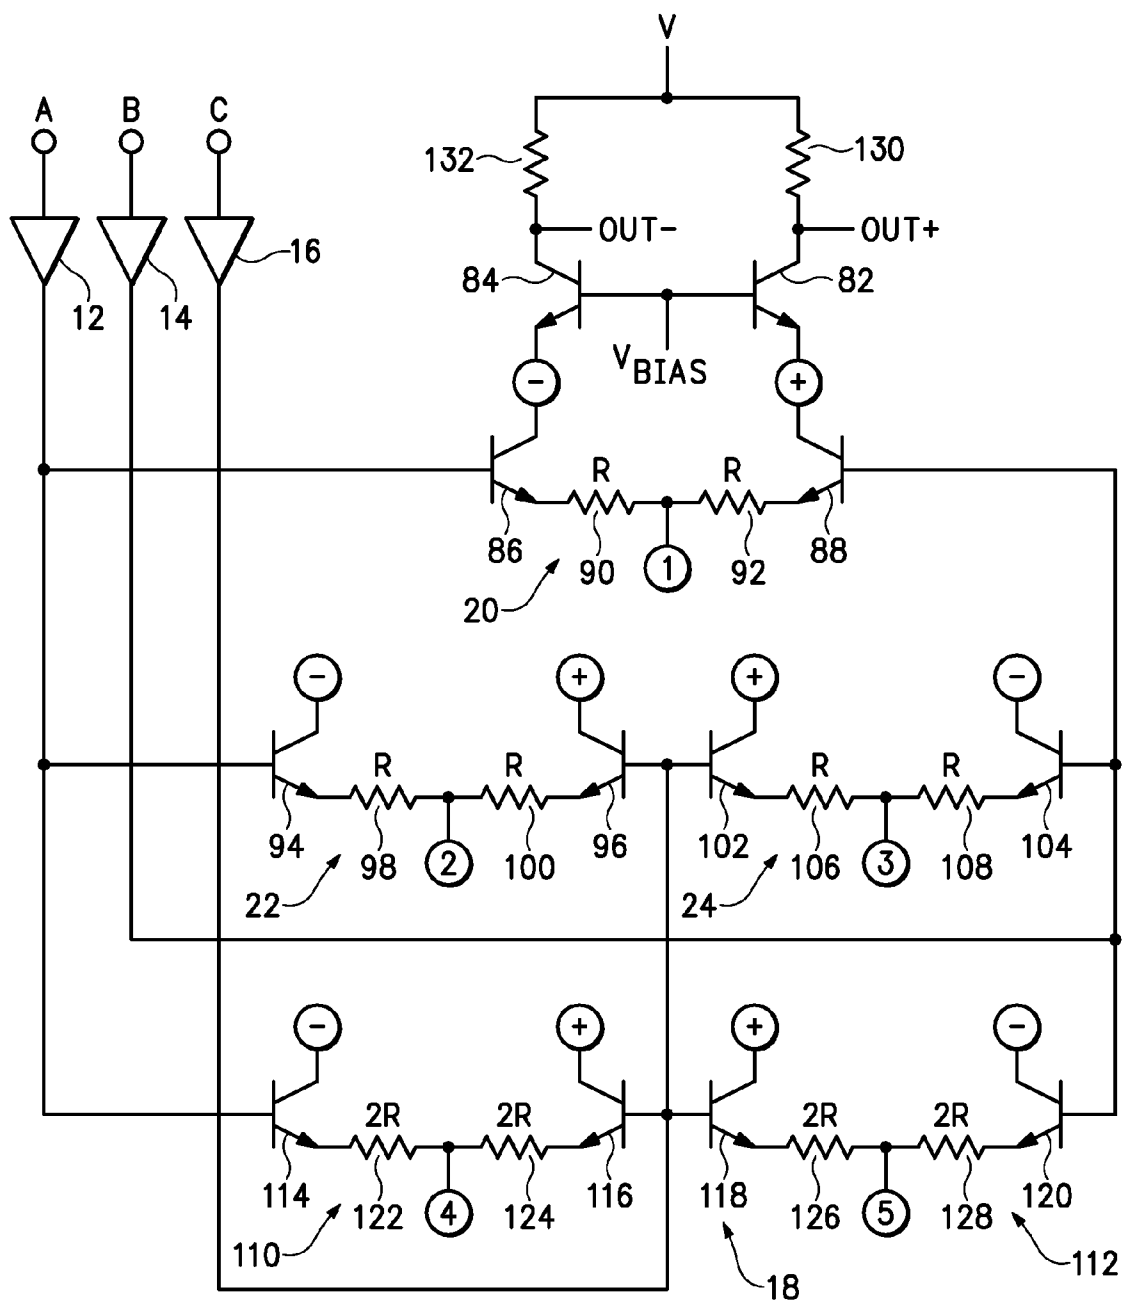 V
A B C
132 130
OUT- OUT+
16
84 82
12 14
VBIAS
- +
R R
86 90 1 92 88
20
- + + -
R R R R
94 98 2 100 96 102 106 3 108 104
22 24
- + + -
2R 2R 2R 2R
114 122 4 124 116 118 126 5 128 120
110 18 112